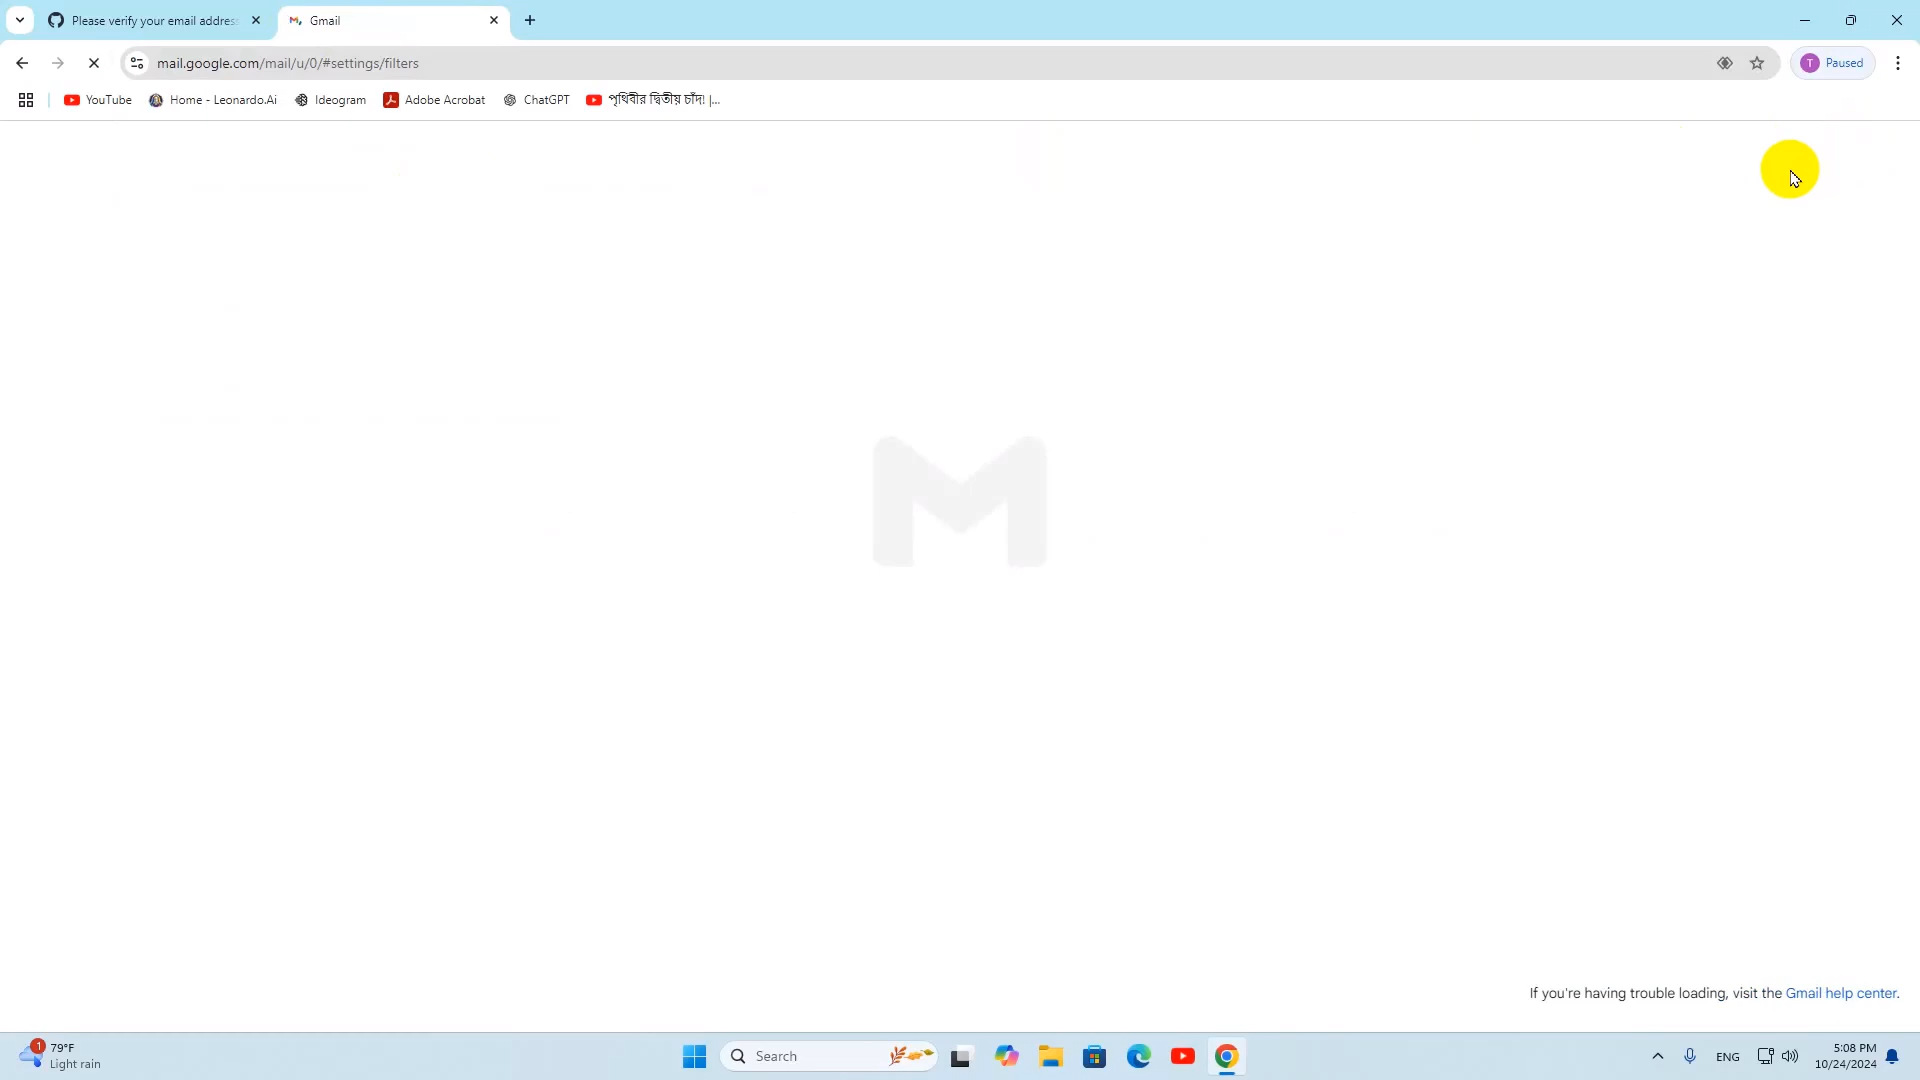 Please verify your email address
Gmail
mail.google.com/mail/u/0/#settings/filters
T
Paused
YouTube
Home - Leonardo.Ai
Ideogram
Adobe Acrobat
ChatGPT
পৃথিবীর দ্বিতীয় চাঁদ! |...
If you're having trouble loading, visit the Gmail help center.
1
79°F
Light rain
Search
ENG
5:08 PM
10/24/2024